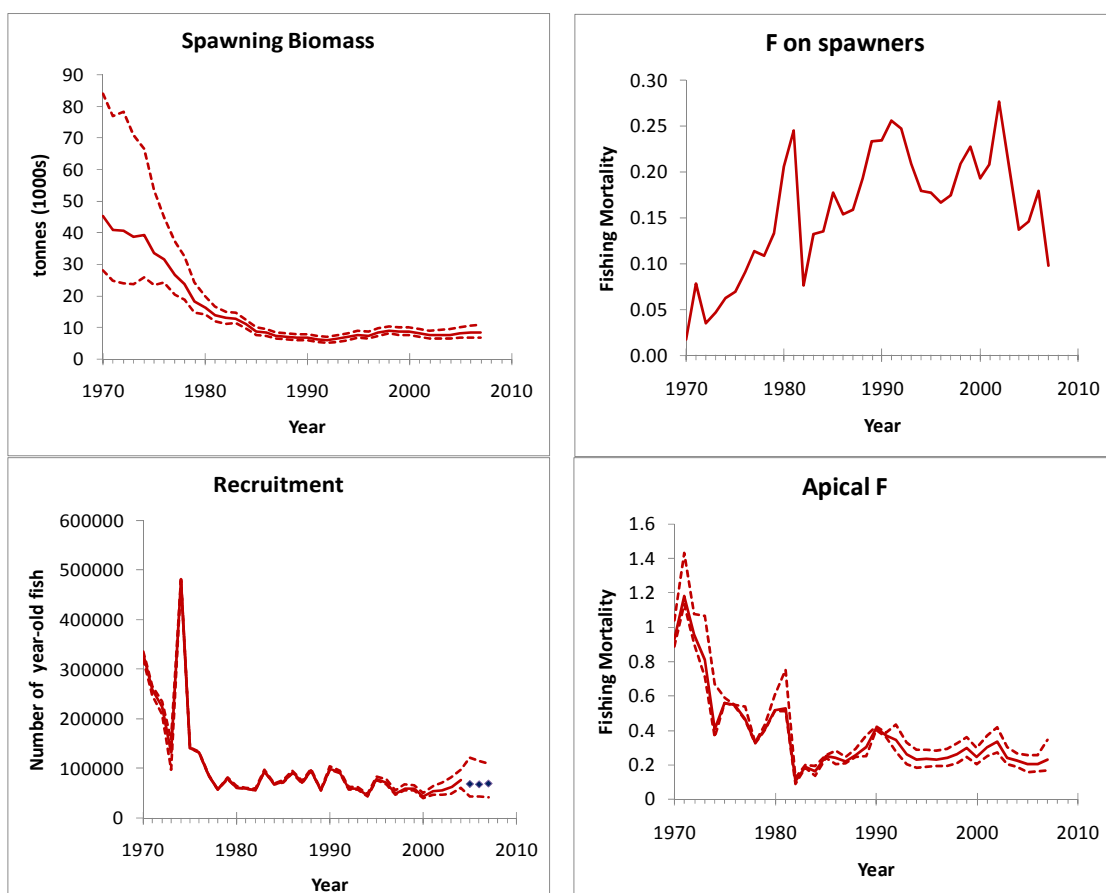 Spawning Biomass
90
80
70
60
50
40
30
20
10
0
tonnes (1000s)
1970 1980 1990 2000 2010
Year
F on spawners
0.30
0.25
0.20
0.15
0.10
0.05
0.00
Fishing Mortality
1970 1980 1990 2000 2010
Year
Recruitment
600000
500000
400000
300000
200000
100000
0
Number of year-old fish
1970 1980 1990 2000 2010
Year
Apical F
1.6
1.4
1.2
1
0.8
0.6
0.4
0.2
0
Fishing Mortality
1970 1980 1990 2000 2010
Year